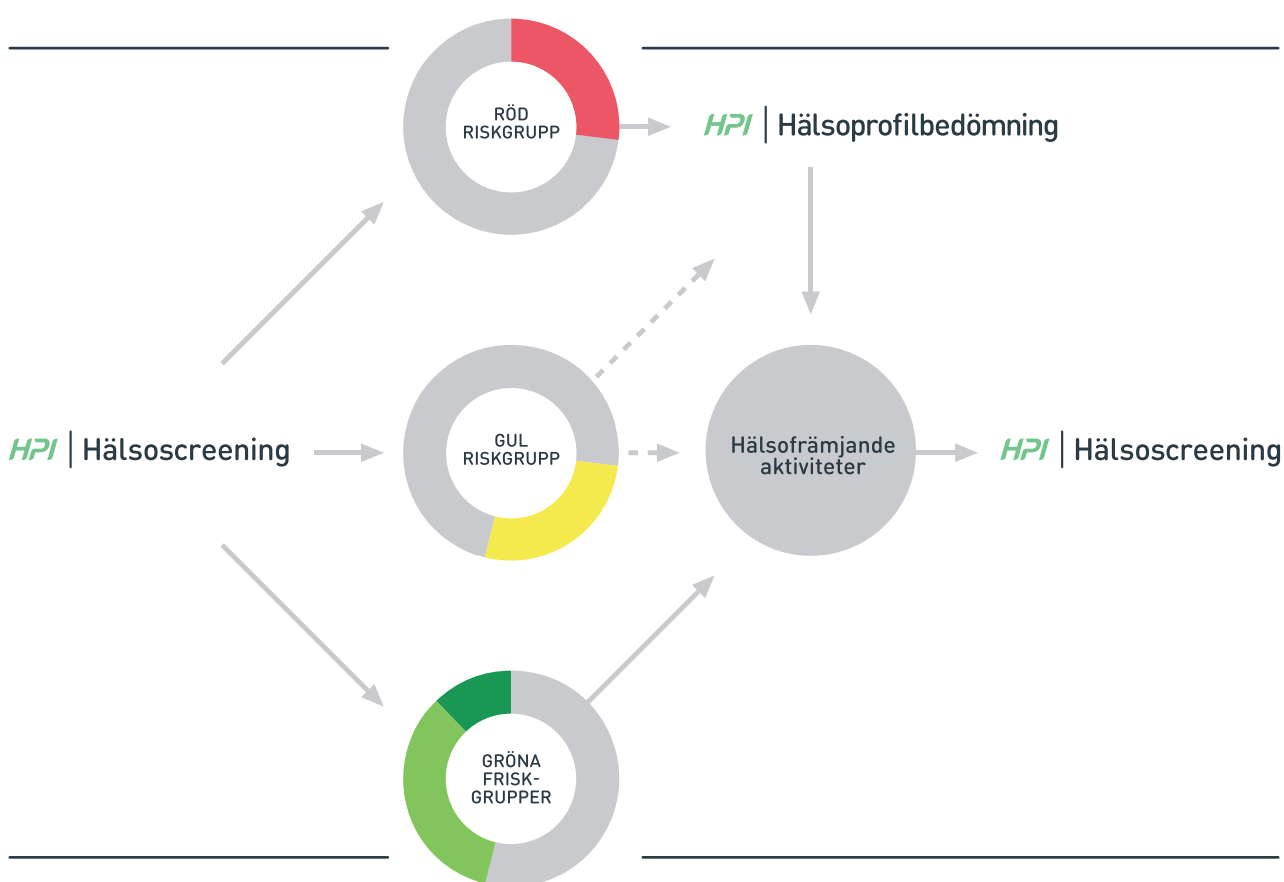 RÖD
RISKGRUPP
HPI | Hälsoprofilbedömning
HPI | Hälsoscreening
GUL
RISKGRUPP
Hälsofrämjande
aktiviteter
HPI | Hälsoscreening
GRÖNA
FRISK-
GRUPPER